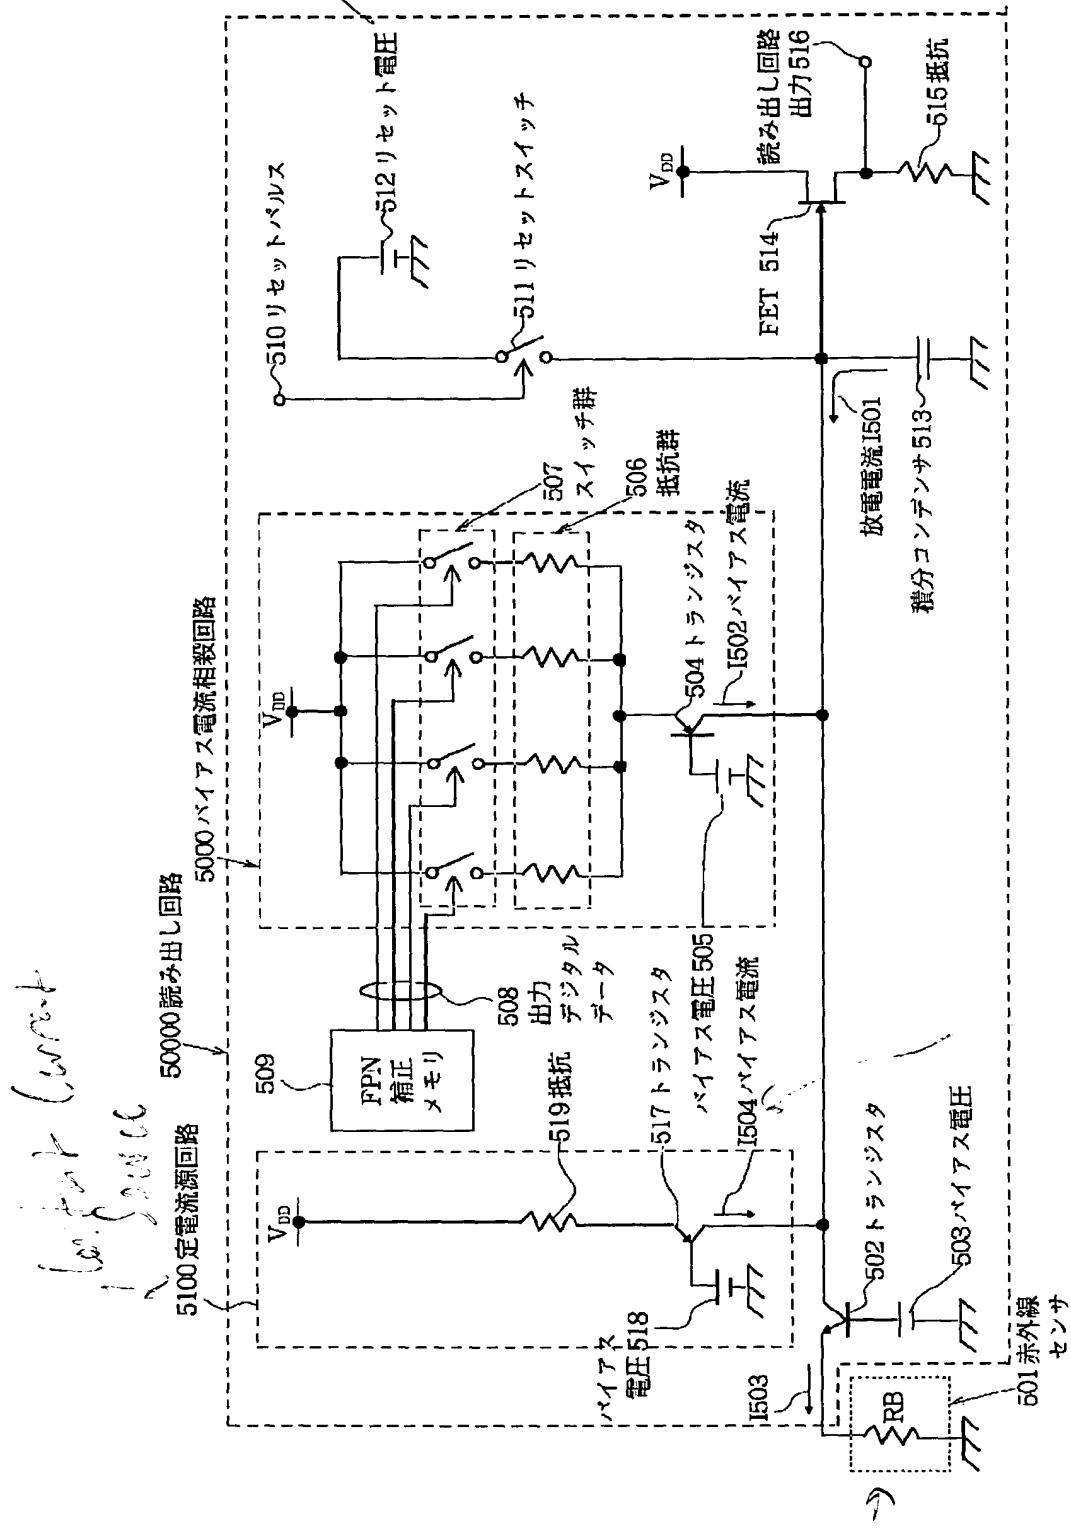 Current
Source
50000読み出し回路
5000バイアス電流相殺回路
5100定電流源回路
510リセットパルス
512リセット電圧
511リセットスイッチ
507
スイッチ群
506
抵抗群
509
FPN
補正
メモリ
508
出力
デジタル
データ
VDD
VDD
VDD
519抵抗
517トランジスタ
I504バイアス電流
バイアス
電圧518
バイアス電圧505
504トランジスタ
I502バイアス電流
FET 514
読み出し回路
出力516
515抵抗
放電電流I501
積分コンデンサ513
I503
502トランジスタ
503バイアス電圧
RB
501赤外線
センサ